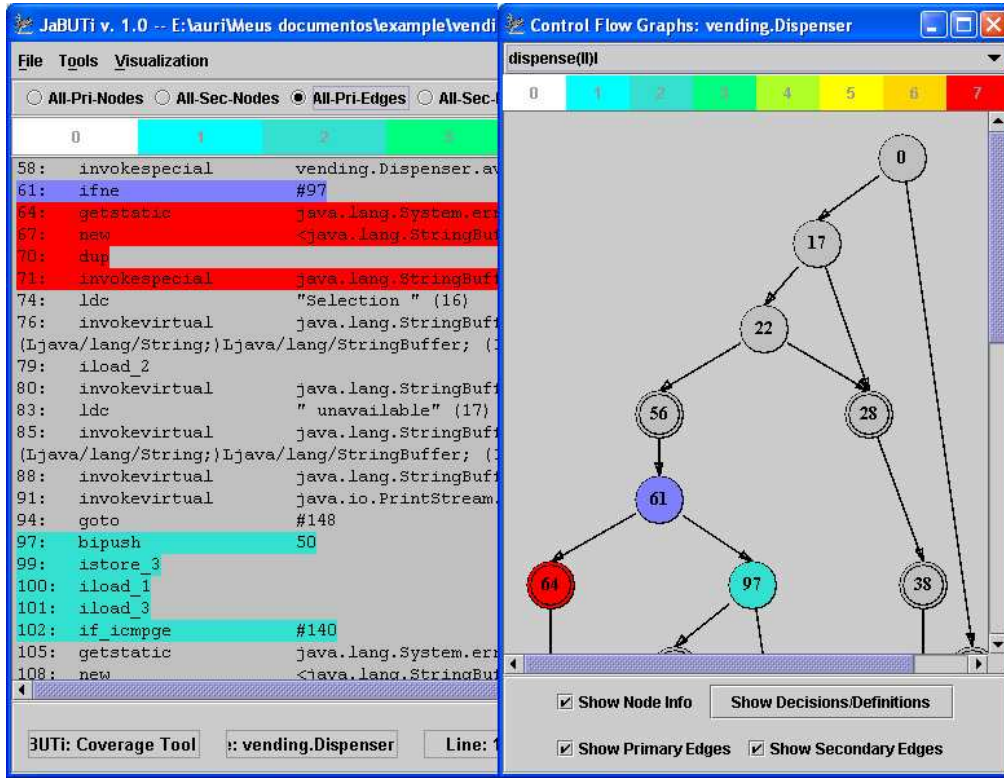 JaBUTi v. 1.0 -- E:\auri\Meus documentos\example\vendi
File Tools Visualization
All-Pri-Nodes All-Sec-Nodes All-Pri-Edges All-Sec-
0 1 2 3
58: invokespecial vending.Dispenser.av
61: ifne #97
64: getstatic java.lang.System.err
67: new <java.lang.StringBuf
70: dup
71: invokespecial java.lang.StringBuff
74: ldc "Selection " (16)
76: invokevirtual java.lang.StringBuff
(Ljava/lang/String;)Ljava/lang/StringBuffer; (1
79: iload_2
80: invokevirtual java.lang.StringBuff
83: ldc " unavailable" (17)
85: invokevirtual java.lang.StringBuff
(Ljava/lang/String;)Ljava/lang/StringBuffer; (1
88: invokevirtual java.lang.StringBuff
91: invokevirtual java.io.PrintStream.
94: goto #148
97: bipush 50
99: istore_3
100: iload_1
101: iload_3
102: if_icmpge #140
105: getstatic java.lang.System.err
108: new <java.lang.StringBuf
BUTi: Coverage Tool
: vending.Dispenser
Line: 1
Control Flow Graphs: vending.Dispenser
dispense(II)I
0 1 2 3 4 5 6 7
0
17
22
56 28
61
64 97 38
Show Node Info Show Decisions/Definitions
Show Primary Edges Show Secondary Edges